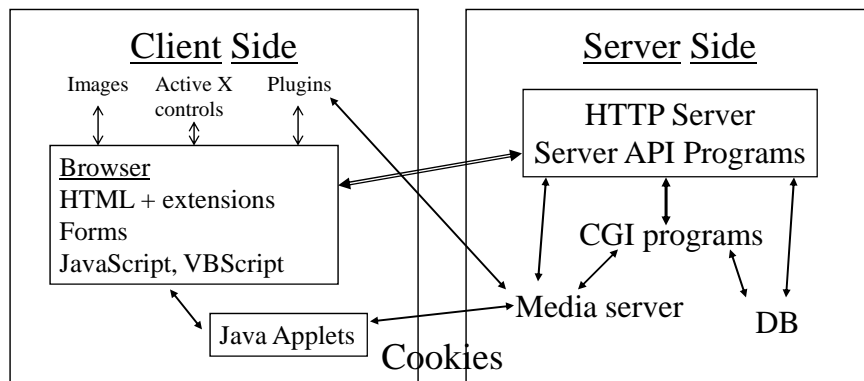 Client Side
Images
Active X
controls
Plugins
Browser
HTML + extensions
Forms
JavaScript, VBScript
Java Applets
Cookies
Server Side
HTTP Server
Server API Programs
CGI programs
Media server
DB